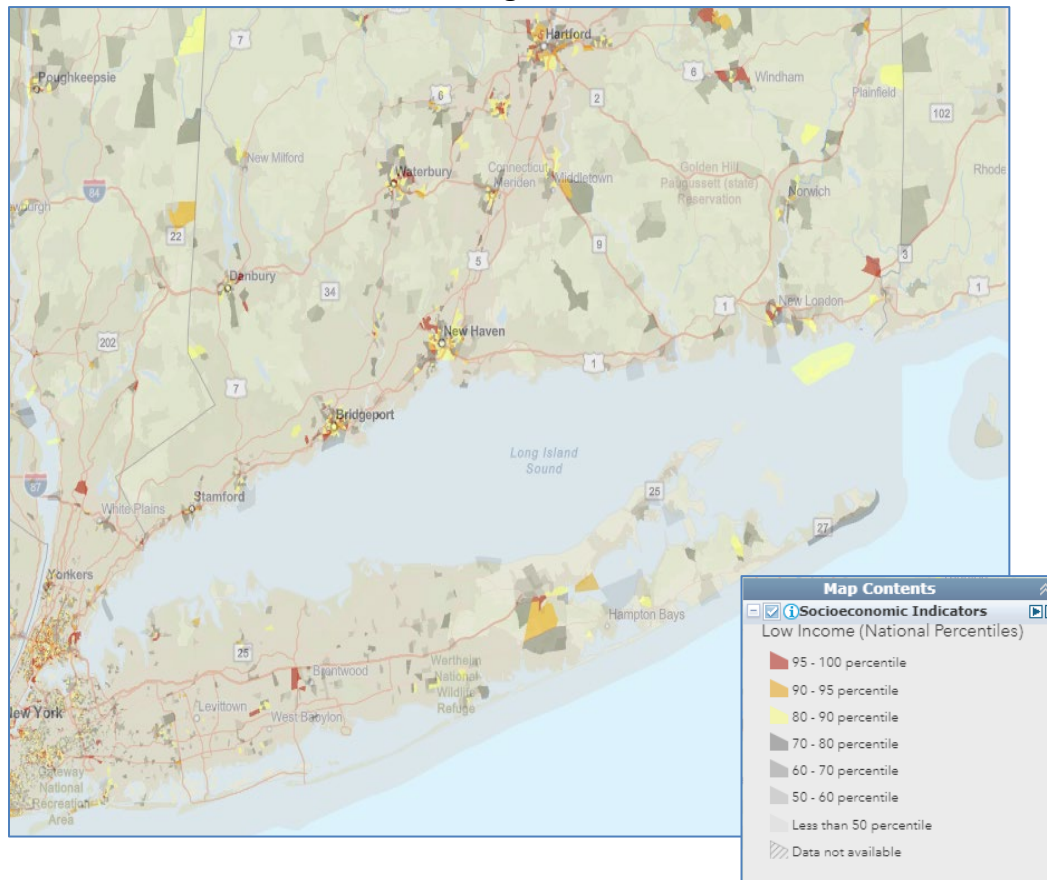 Hartford
7
6
Windham
Poughkeepsie
6
2
Plainfield
102
New Milford
Waterbury
Connecticut
Meriden
Middletown
Golden Hill
Paugussett (state)
Reservation
Norwich
Rhode
84
22
9
5
3
Danbury
34
1
1
New London
202
New Haven
1
7
Bridgeport
Long Island
Sound
87
Stamford
White Plains
25
27
Yonkers
Hampton Bays
25
Brentwood
Wertheim
National
Wildlife
Refuge
Levittown
West Babylon
New York
Gateway
National
Recreation
Area
Map Contents
Socioeconomic Indicators
Low Income (National Percentiles)
95 - 100 percentile
90 - 95 percentile
80 - 90 percentile
70 - 80 percentile
60 - 70 percentile
50 - 60 percentile
Less than 50 percentile
Data not available